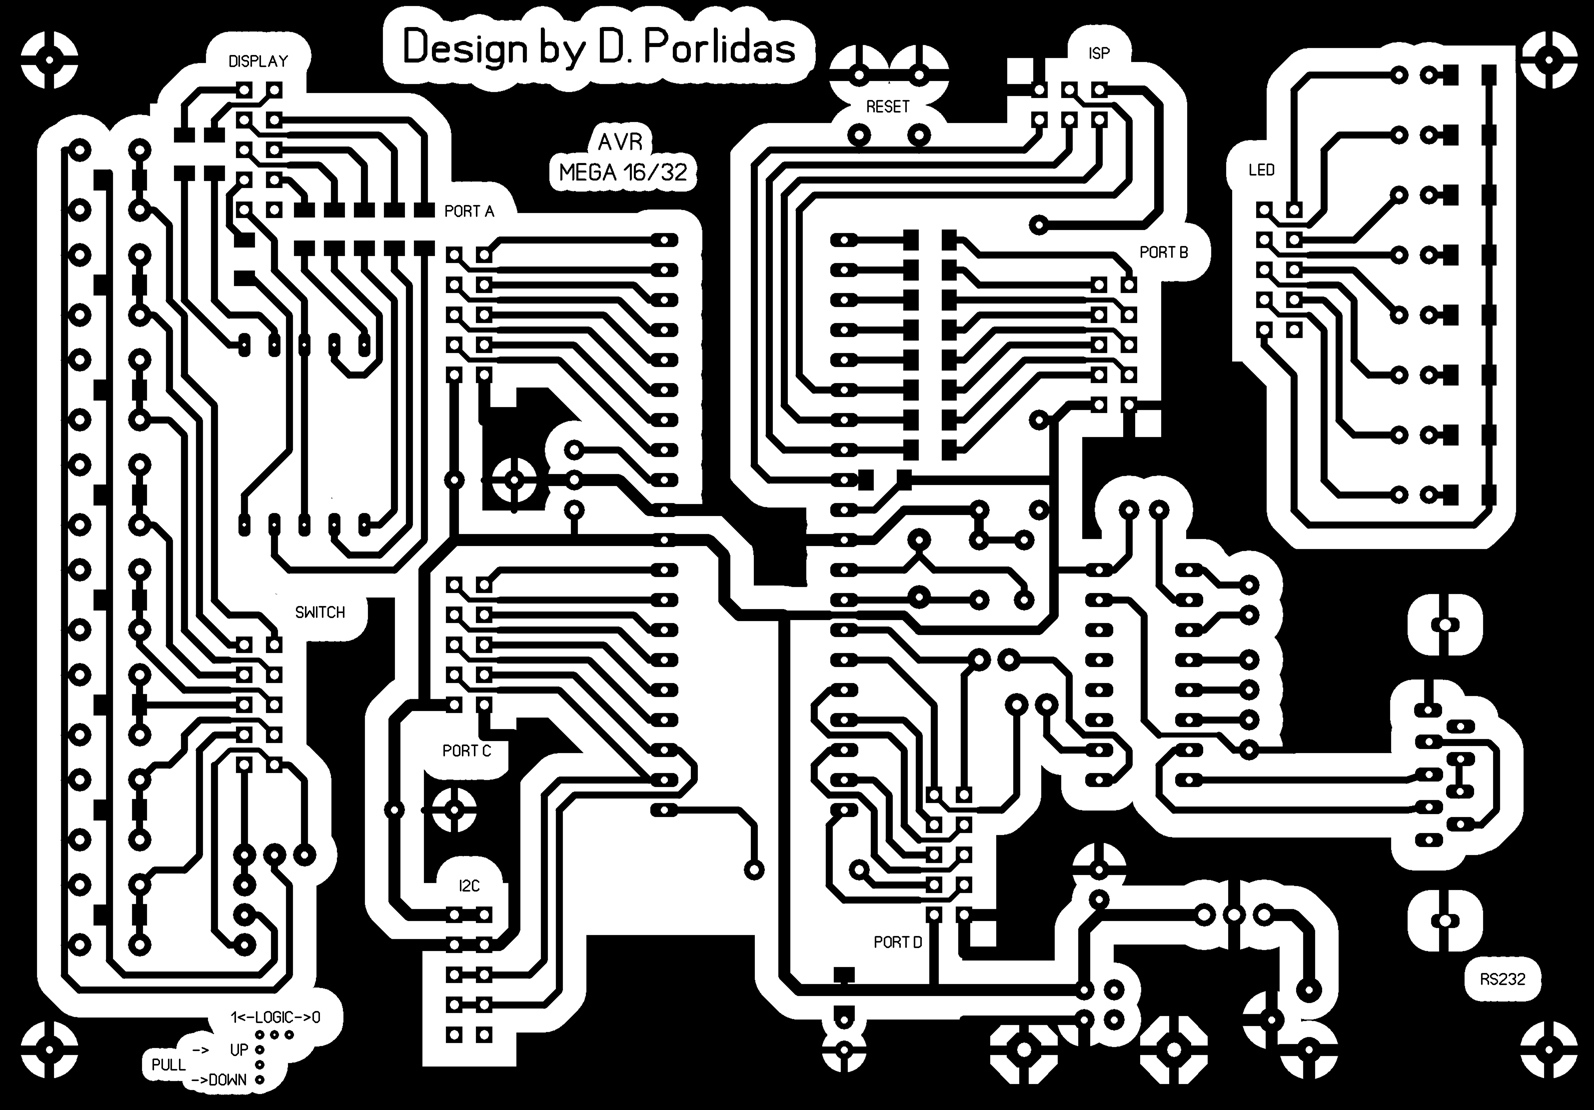 Design by D. Porlidas
DISPLAY
ISP
RESET
AVR
MEGA 16/32
LED
PORT A
PORT B
SWITCH
PORT C
I2C
PORT D
RS232
1<-LOGIC->0
-> UP
PULL
->DOWN